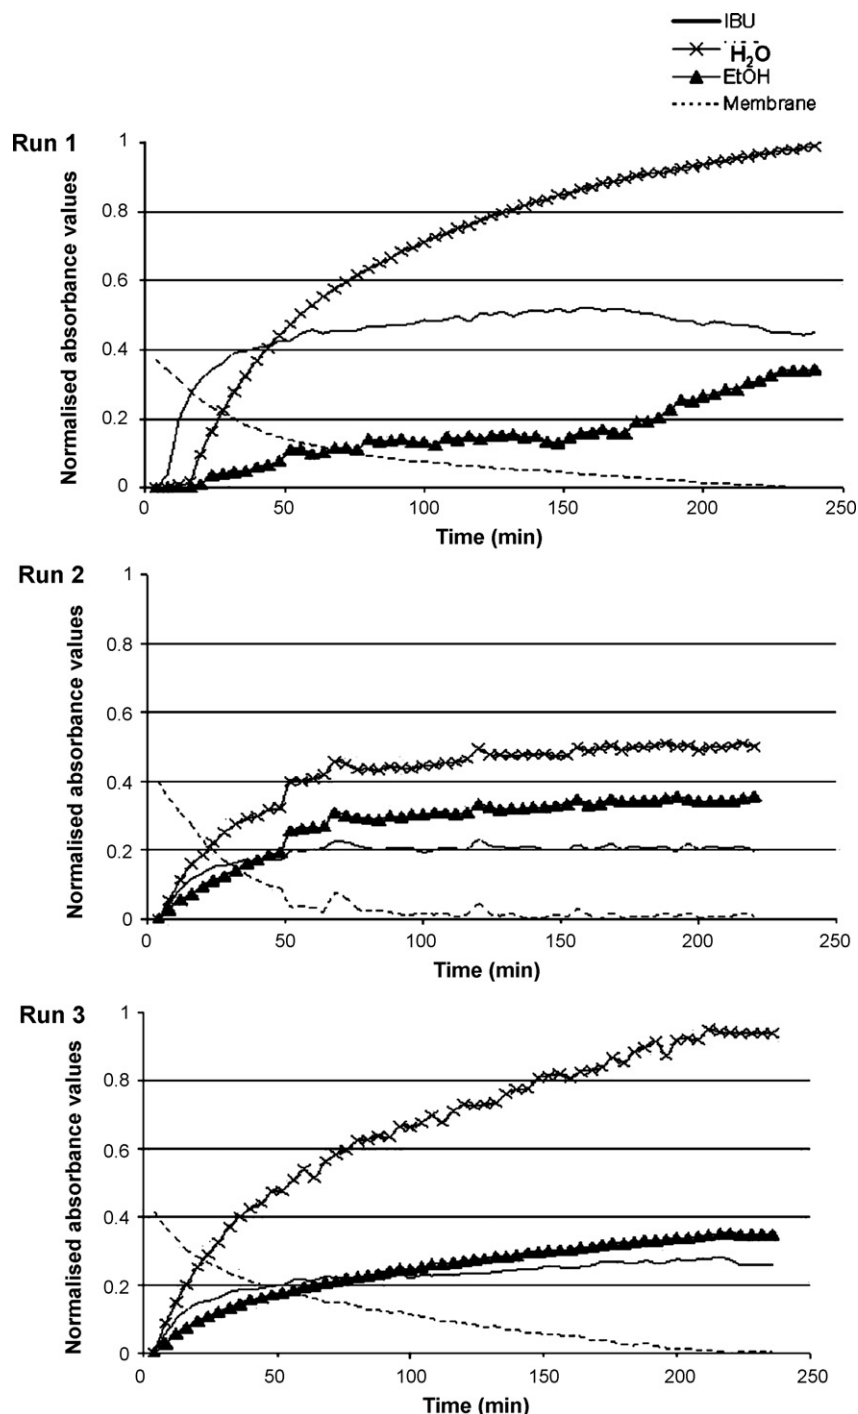 IBU
H₂O
EtOH
Membrane
Run 1
Normalised absorbance values
1
0.8
0.6
0.4
0.2
0
0 50 100 150 200 250
Time (min)
Run 2
Normalised absorbance values
1
0.8
0.6
0.4
0.2
0
0 50 100 150 200 250
Time (min)
Run 3
Normalised absorbance values
1
0.8
0.6
0.4
0.2
0
0 50 100 150 200 250
Time (min)